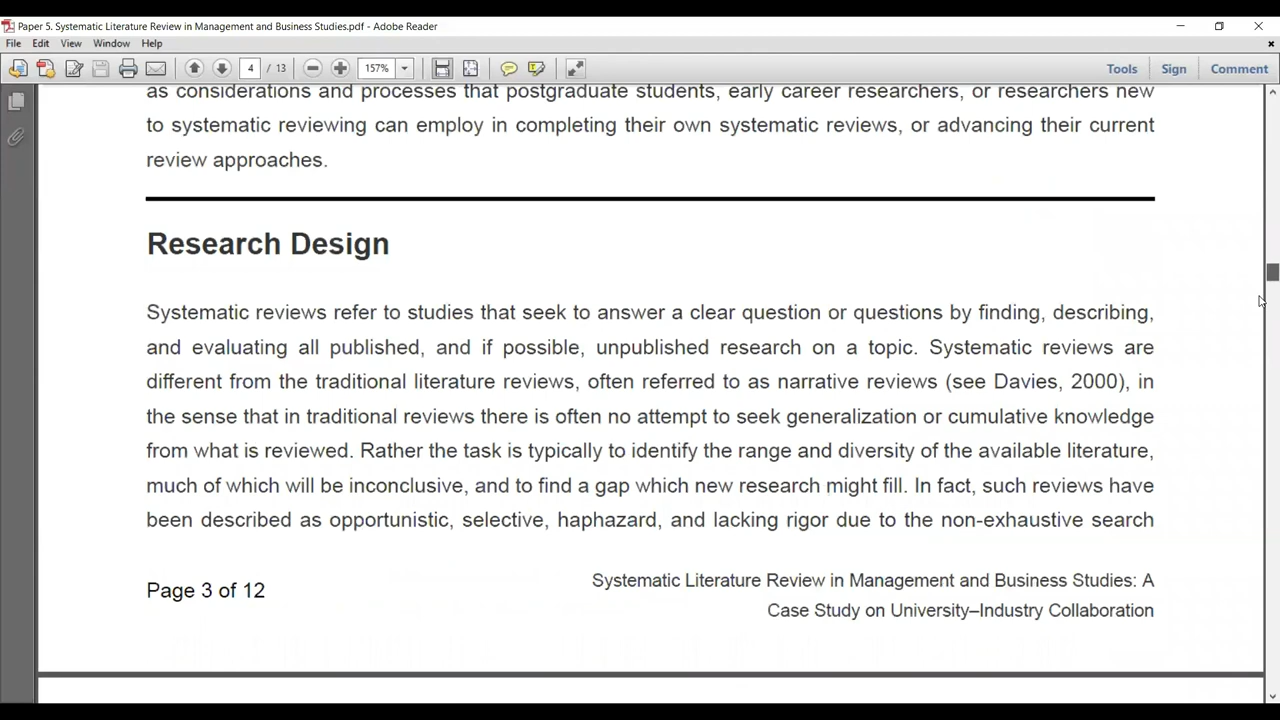 Paper 5. Systematic Literature Review in Management and Business Studies.pdf - Adobe Reader
File Edit View Window Help
4 / 13 157% Tools Sign Comment
as considerations and processes that postgraduate students, early career researchers, or researchers new
to systematic reviewing can employ in completing their own systematic reviews, or advancing their current
review approaches.
Research Design
Systematic reviews refer to studies that seek to answer a clear question or questions by finding, describing,
and evaluating all published, and if possible, unpublished research on a topic. Systematic reviews are
different from the traditional literature reviews, often referred to as narrative reviews (see Davies, 2000), in
the sense that in traditional reviews there is often no attempt to seek generalization or cumulative knowledge
from what is reviewed. Rather the task is typically to identify the range and diversity of the available literature,
much of which will be inconclusive, and to find a gap which new research might fill. In fact, such reviews have
been described as opportunistic, selective, haphazard, and lacking rigor due to the non-exhaustive search
Page 3 of 12
Systematic Literature Review in Management and Business Studies: A
Case Study on University–Industry Collaboration